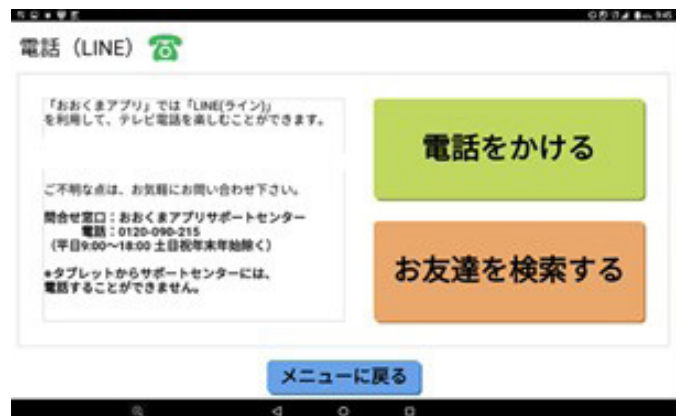 電話（LINE）
「おおくまアプリ」では「LINE(ライン)」
を利用して、テレビ電話を楽しむことができます。
ご不明な点は、お気軽にお問い合わせ下さい。
問合せ窓口：おおくまアプリサポートセンター
電話：0120-090-215
（平日9:00〜18:00 土日祝年末年始除く）
*タブレットからサポートセンターには、
電話することができません。
電話をかける
お友達を検索する
メニューに戻る